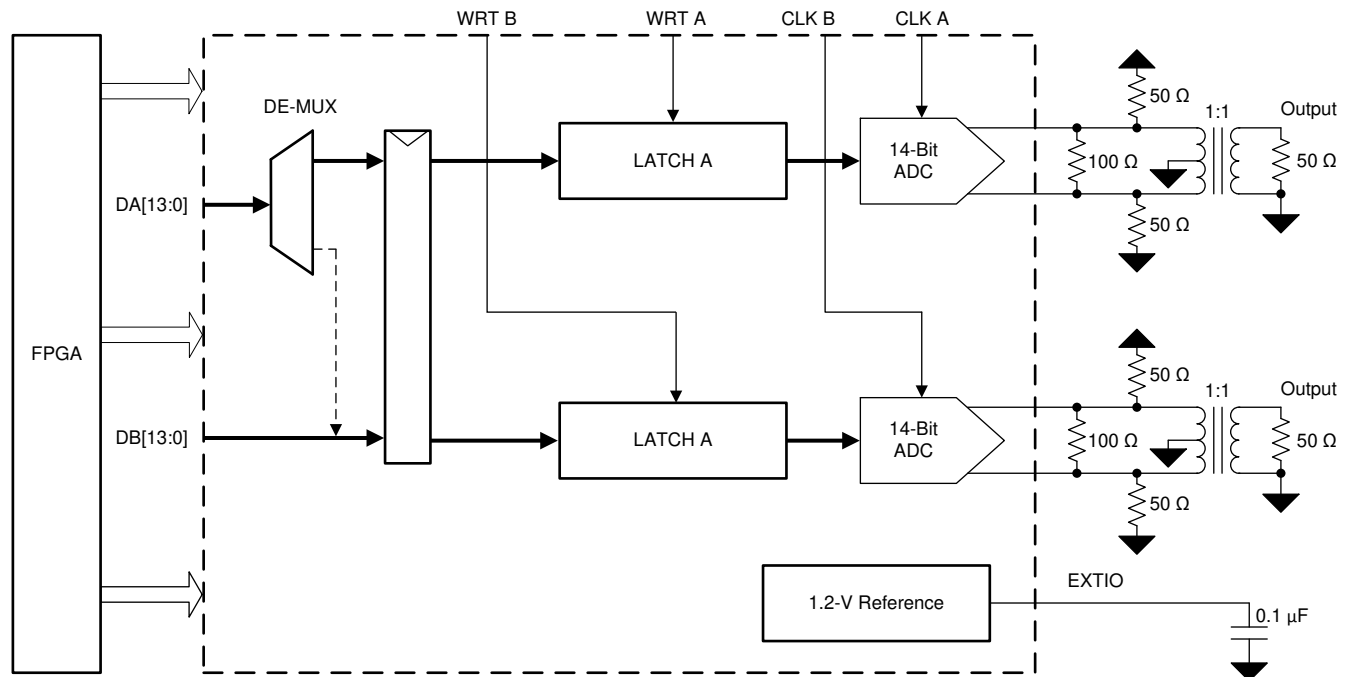 WRT B
WRT A
CLK B
CLK A
DE-MUX
50 Ω
1:1
Output
LATCH A
14-Bit
ADC
100 Ω
50 Ω
DA[13:0]
50 Ω
FPGA
50 Ω
1:1
Output
DB[13:0]
LATCH A
14-Bit
ADC
100 Ω
50 Ω
50 Ω
1.2-V Reference
EXTIO
0.1 µF